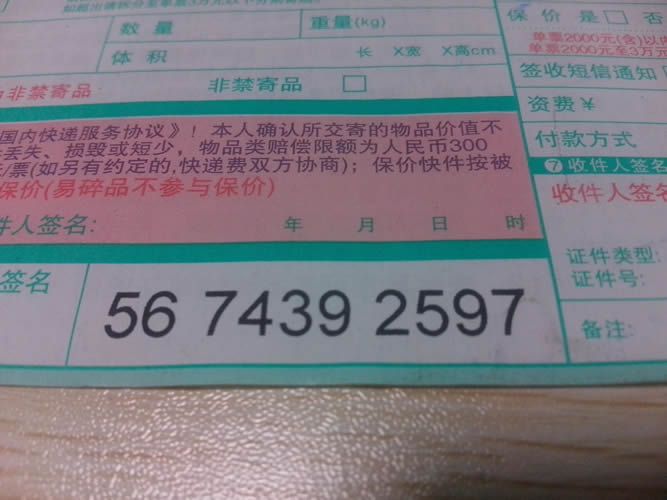 数量
重量(kg)
保价 是□ 否
单票2000元(含)以内
单票2000元至3万元
体积
长 X宽 X高cm
签收短信通知
非禁寄品
非禁寄品 □
资费¥
国内快递服务协议》！本人确认所交寄的物品价值不
丢失、损毁或短少，物品类赔偿限额为人民币300
/票(如另有约定的,快递费双方协商)；保价快件按被
保价(易碎品不参与保价)
付款方式
⑦收件人签名
收件人签名
件人签名:
年 月 日 时
证件类型:
证件号:
签名
56 7439 2597
备注: